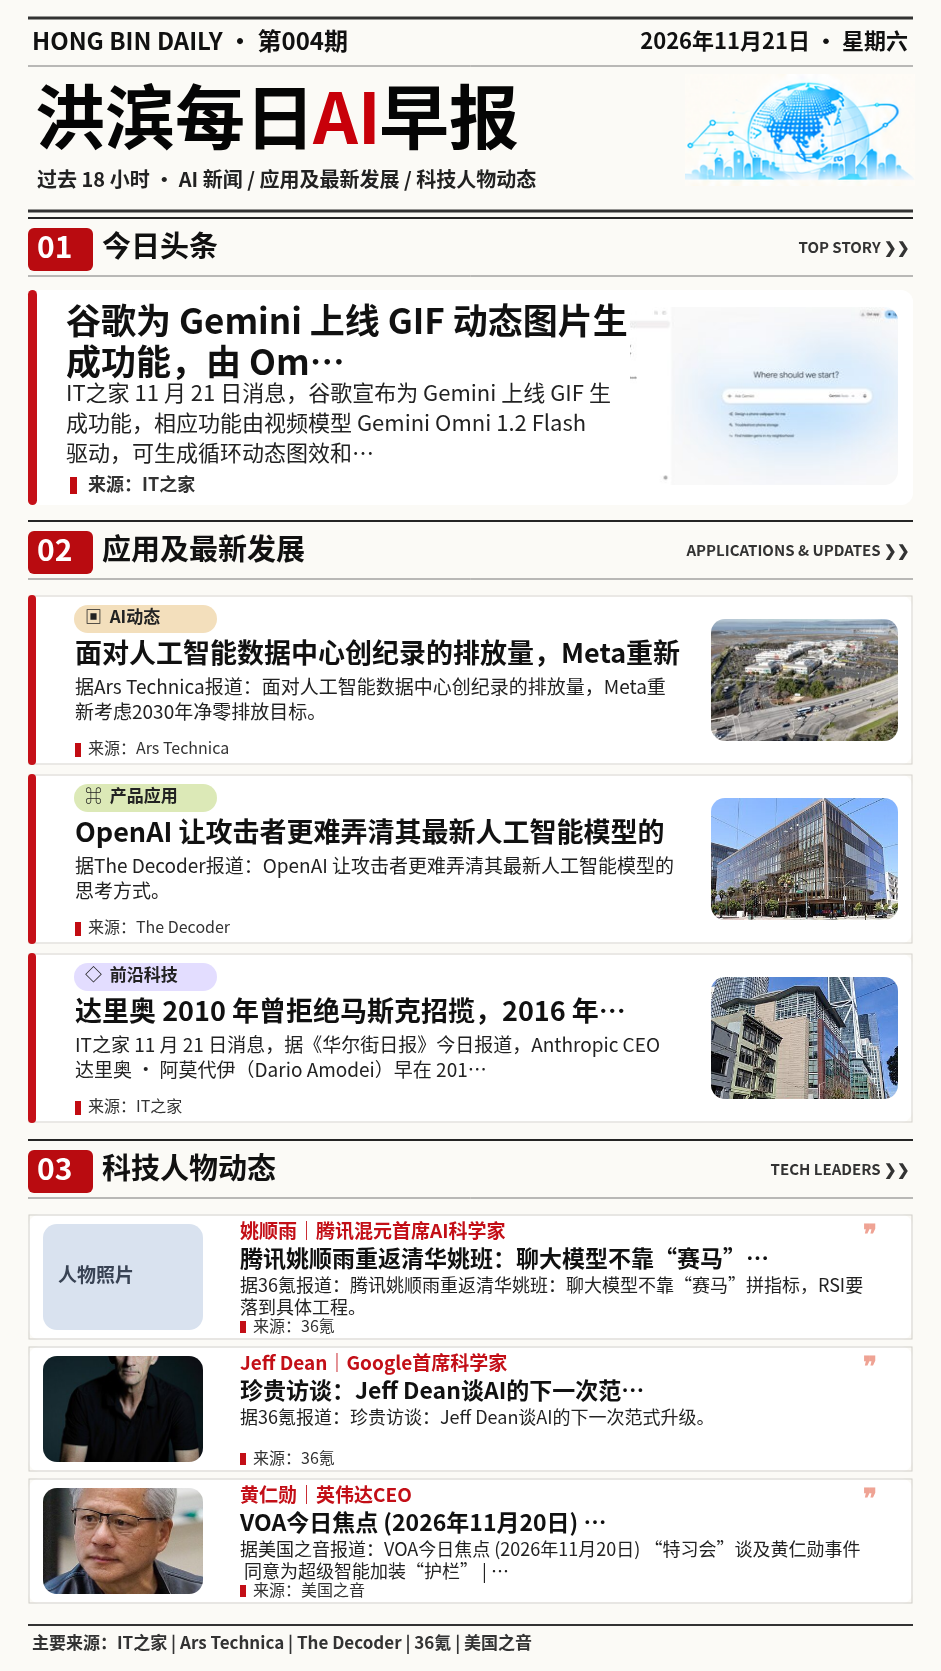 HONG BIN DAILY · 第004期
2026年11月21日 · 星期六
洪滨每日AI早报
过去 18 小时 · AI 新闻 / 应用及最新发展 / 科技人物动态
01 今日头条
TOP STORY ❯❯
谷歌为 Gemini 上线 GIF 动态图片生
成功能，由 Om…
IT之家 11 月 21 日消息，谷歌宣布为 Gemini 上线 GIF 生
成功能，相应功能由视频模型 Gemini Omni 1.2 Flash
驱动，可生成循环动态图效和…
来源：IT之家
Where should we start?
02 应用及最新发展
APPLICATIONS & UPDATES ❯❯
▣ AI动态
面对人工智能数据中心创纪录的排放量，Meta重新
据Ars Technica报道：面对人工智能数据中心创纪录的排放量，Meta重
新考虑2030年净零排放目标。
来源：Ars Technica
⌘ 产品应用
OpenAI 让攻击者更难弄清其最新人工智能模型的
据The Decoder报道：OpenAI 让攻击者更难弄清其最新人工智能模型的
思考方式。
来源：The Decoder
◇ 前沿科技
达里奥 2010 年曾拒绝马斯克招揽，2016 年…
IT之家 11 月 21 日消息，据《华尔街日报》今日报道，Anthropic CEO
达里奥 · 阿莫代伊（Dario Amodei）早在 201…
来源：IT之家
03 科技人物动态
TECH LEADERS ❯❯
人物照片
姚顺雨｜腾讯混元首席AI科学家
腾讯姚顺雨重返清华姚班：聊大模型不靠“赛马”…
据36氪报道：腾讯姚顺雨重返清华姚班：聊大模型不靠“赛马”拼指标，RSI要
落到具体工程。
来源：36氪
Jeff Dean｜Google首席科学家
珍贵访谈：Jeff Dean谈AI的下一次范…
据36氪报道：珍贵访谈：Jeff Dean谈AI的下一次范式升级。
来源：36氪
黄仁勋｜英伟达CEO
VOA今日焦点 (2026年11月20日) …
据美国之音报道：VOA今日焦点 (2026年11月20日) “特习会”谈及黄仁勋事件
同意为超级智能加装“护栏” | …
来源：美国之音
主要来源：IT之家 | Ars Technica | The Decoder | 36氪 | 美国之音